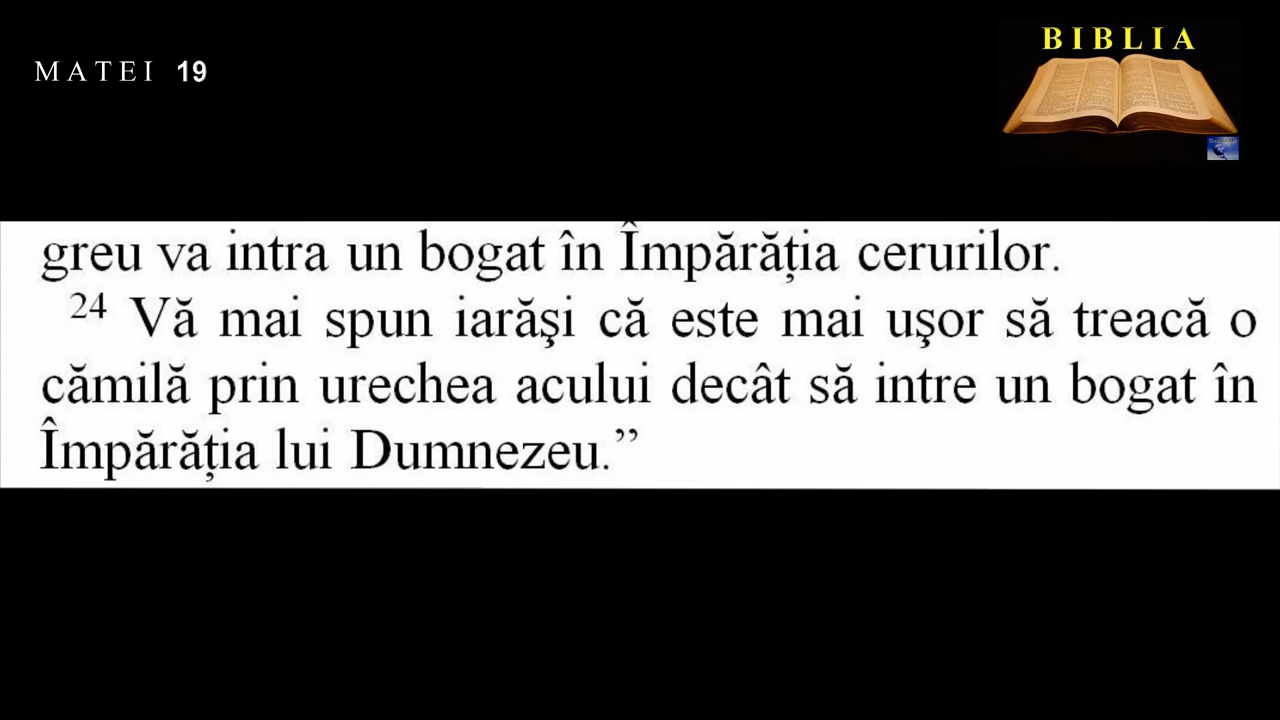 MATEI 19
BIBLIA
greu va intra un bogat în Împărăția cerurilor.
24 Vă mai spun iarăşi că este mai uşor să treacă o
cămilă prin urechea acului decât să intre un bogat în
Împărăția lui Dumnezeu.”